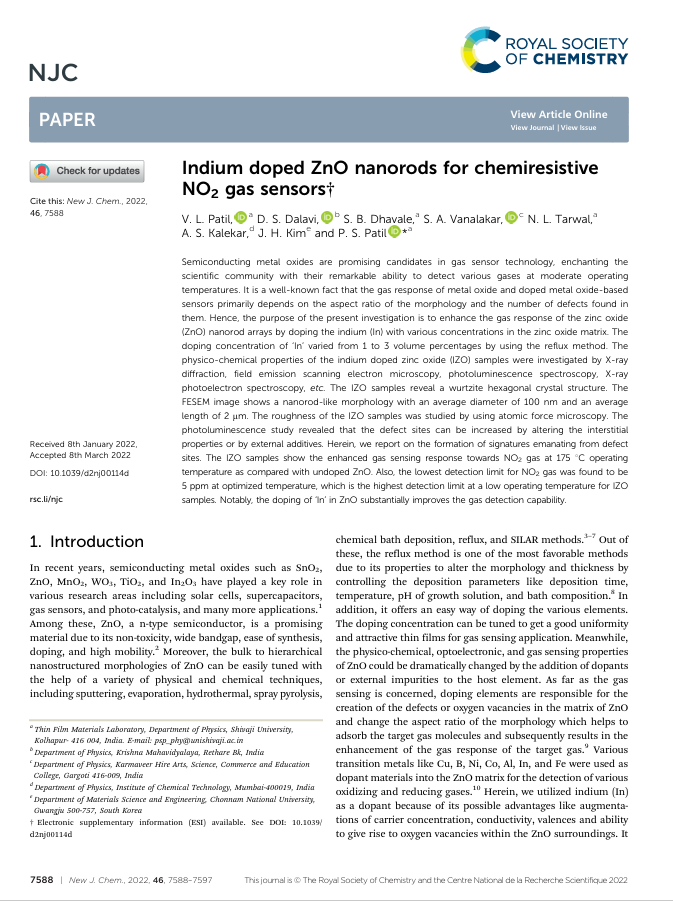 ROYAL SOCIETY
OF CHEMISTRY
NJC
PAPER
View Article Online
View Journal | View Issue
Check for updates
Cite this: New J. Chem., 2022,
46, 7588
Indium doped ZnO nanorods for chemiresistive
NO₂ gas sensors†
V. L. Patil, iD ᵃ D. S. Dalavi, iD ᵇ S. B. Dhavale,ᵃ S. A. Vanalakar, iD ᶜ N. L. Tarwal,ᵃ
A. S. Kalekar,ᵈ J. H. Kimᵉ and P. S. Patil iD *ᵃ
Semiconducting metal oxides are promising candidates in gas sensor technology, enchanting the
scientific community with their remarkable ability to detect various gases at moderate operating
temperatures. It is a well-known fact that the gas response of metal oxide and doped metal oxide-based
sensors primarily depends on the aspect ratio of the morphology and the number of defects found in
them. Hence, the purpose of the present investigation is to enhance the gas response of the zinc oxide
(ZnO) nanorod arrays by doping the indium (In) with various concentrations in the zinc oxide matrix. The
doping concentration of ‘In’ varied from 1 to 3 volume percentages by using the reflux method. The
physico-chemical properties of the indium doped zinc oxide (IZO) samples were investigated by X-ray
diffraction, field emission scanning electron microscopy, photoluminescence spectroscopy, X-ray
photoelectron spectroscopy, etc. The IZO samples reveal a wurtzite hexagonal crystal structure. The
FESEM image shows a nanorod-like morphology with an average diameter of 100 nm and an average
length of 2 μm. The roughness of the IZO samples was studied by using atomic force microscopy. The
photoluminescence study revealed that the defect sites can be increased by altering the interstitial
properties or by external additives. Herein, we report on the formation of signatures emanating from defect
sites. The IZO samples show the enhanced gas sensing response towards NO₂ gas at 175 °C operating
temperature as compared with undoped ZnO. Also, the lowest detection limit for NO₂ gas was found to be
5 ppm at optimized temperature, which is the highest detection limit at a low operating temperature for IZO
samples. Notably, the doping of ‘In’ in ZnO substantially improves the gas detection capability.
Received 8th January 2022,
Accepted 8th March 2022
DOI: 10.1039/d2nj00114d
rsc.li/njc
1. Introduction
In recent years, semiconducting metal oxides such as SnO₂,
ZnO, MnO₂, WO₃, TiO₂, and In₂O₃ have played a key role in
various research areas including solar cells, supercapacitors,
gas sensors, and photo-catalysis, and many more applications.¹
Among these, ZnO, a n-type semiconductor, is a promising
material due to its non-toxicity, wide bandgap, ease of synthesis,
doping, and high mobility.² Moreover, the bulk to hierarchical
nanostructured morphologies of ZnO can be easily tuned with
the help of a variety of physical and chemical techniques,
including sputtering, evaporation, hydrothermal, spray pyrolysis,
ᵃ Thin Film Materials Laboratory, Department of Physics, Shivaji University,
Kolhapur- 416 004, India. E-mail: psp_phy@unishivaji.ac.in
ᵇ Department of Physics, Krishna Mahavidyalaya, Rethare Bk, India
ᶜ Department of Physics, Karmaveer Hire Arts, Science, Commerce and Education
College, Gargoti 416-009, India
ᵈ Department of Physics, Institute of Chemical Technology, Mumbai-400019, India
ᵉ Department of Materials Science and Engineering, Chonnam National University,
Gwangju 500-757, South Korea
† Electronic supplementary information (ESI) available. See DOI: 10.1039/
d2nj00114d
chemical bath deposition, reflux, and SILAR methods.³⁻⁷ Out of
these, the reflux method is one of the most favorable methods
due to its properties to alter the morphology and thickness by
controlling the deposition parameters like deposition time,
temperature, pH of growth solution, and bath composition.⁸ In
addition, it offers an easy way of doping the various elements.
The doping concentration can be tuned to get a good uniformity
and attractive thin films for gas sensing application. Meanwhile,
the physico-chemical, optoelectronic, and gas sensing properties
of ZnO could be dramatically changed by the addition of dopants
or external impurities to the host element. As far as the gas
sensing is concerned, doping elements are responsible for the
creation of the defects or oxygen vacancies in the matrix of ZnO
and change the aspect ratio of the morphology which helps to
adsorb the target gas molecules and subsequently results in the
enhancement of the gas response of the target gas.⁹ Various
transition metals like Cu, B, Ni, Co, Al, In, and Fe were used as
dopant materials into the ZnO matrix for the detection of various
oxidizing and reducing gases.¹⁰ Herein, we utilized indium (In)
as a dopant because of its possible advantages like augmenta-
tions of carrier concentration, conductivity, valences and ability
to give rise to oxygen vacancies within the ZnO surroundings. It
7588 | New J. Chem., 2022, 46, 7588–7597
This journal is © The Royal Society of Chemistry and the Centre National de la Recherche Scientifique 2022